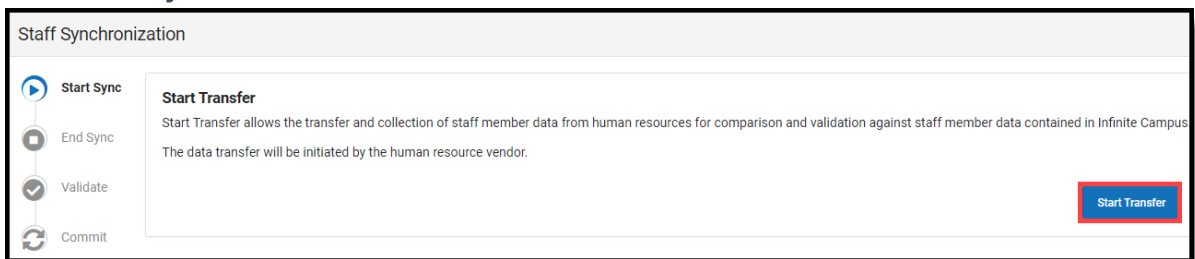 Staff Synchronization
Start Sync
End Sync
Validate
Commit
Start Transfer
Start Transfer allows the transfer and collection of staff member data from human resources for comparison and validation against staff member data contained in Infinite Campus.
The data transfer will be initiated by the human resource vendor.
Start Transfer